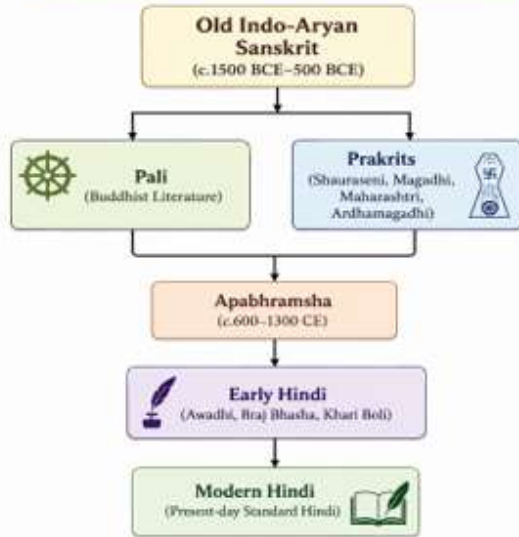 Old Indo-Aryan
Sanskrit
(c.1500 BCE–500 BCE)
Pali
(Buddhist Literature)
Prakrits
(Shauraseni, Magadhi,
Maharashtri,
Ardhamagadhi)
Apabhramsha
(c.600–1300 CE)
Early Hindi
(Awadhi, Braj Bhasha, Khari Boli)
Modern Hindi
(Present-day Standard Hindi)